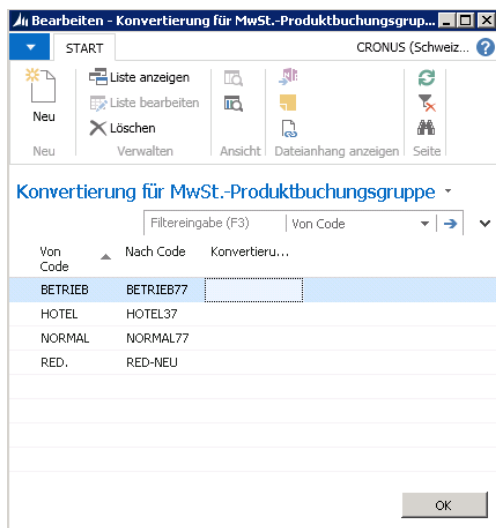 Bearbeiten - Konvertierung für MwSt.-Produktbuchungsgrup...
START
CRONUS (Schweiz...
Neu
Liste anzeigen
Liste bearbeiten
Löschen
Neu
Verwalten
Ansicht
Dateianhang anzeigen
Seite
Konvertierung für MwSt.-Produktbuchungsgruppe
Filtereingabe (F3)
Von Code
Von Code
Nach Code
Konvertieru...
BETRIEB BETRIEB77
HOTEL HOTEL37
NORMAL NORMAL77
RED. RED-NEU
OK